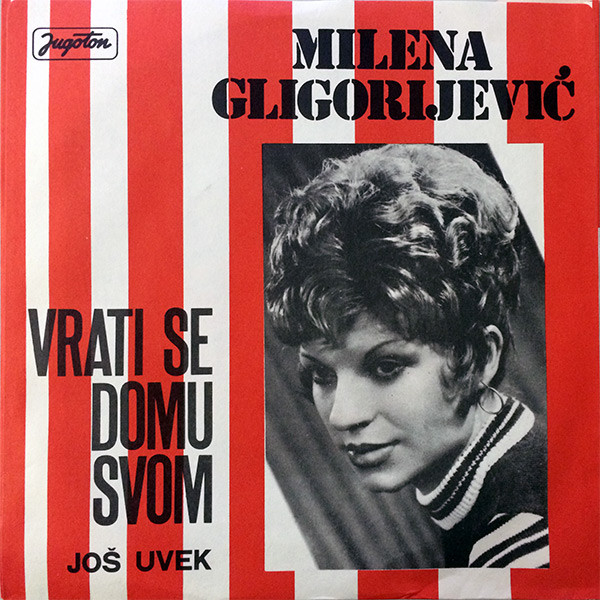 Jugoton
MILENA
GLIGORIJEVIĆ
VRATI SE
DOMU
SVOM
JOŠ UVEK